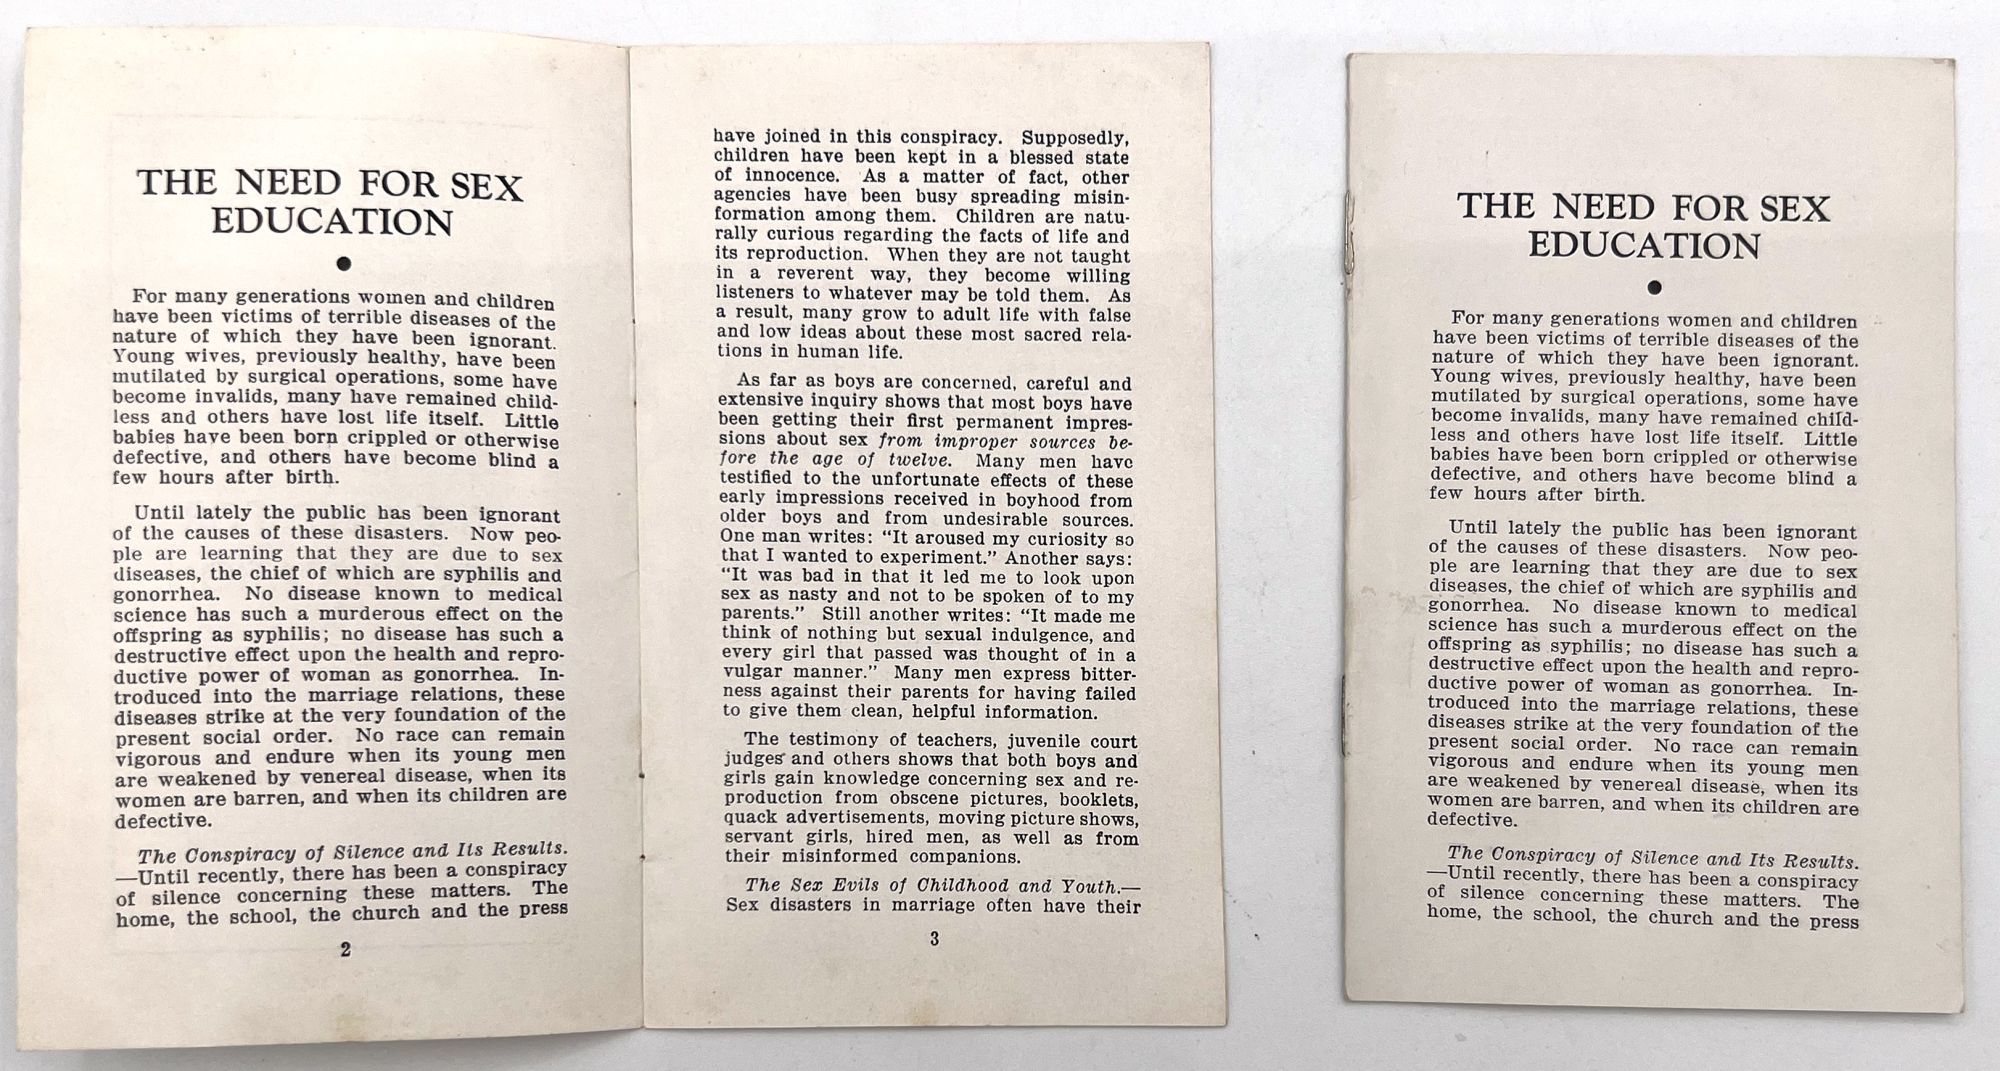 THE NEED FOR SEX
EDUCATION
For many generations women and children
have been victims of terrible diseases of the
nature of which they have been ignorant.
Young wives, previously healthy, have been
mutilated by surgical operations, some have
become invalids, many have remained child-
less and others have lost life itself. Little
babies have been born crippled or otherwise
defective, and others have become blind a
few hours after birth.
Until lately the public has been ignorant
of the causes of these disasters. Now peo-
ple are learning that they are due to sex
diseases, the chief of which are syphilis and
gonorrhea. No disease known to medical
science has such a murderous effect on the
offspring as syphilis; no disease has such a
destructive effect upon the health and repro-
ductive power of woman as gonorrhea. In-
troduced into the marriage relations, these
diseases strike at the very foundation of the
present social order. No race can remain
vigorous and endure when its young men
are weakened by venereal disease, when its
women are barren, and when its children are
defective.
The Conspiracy of Silence and Its Results.
—Until recently, there has been a conspiracy
of silence concerning these matters. The
home, the school, the church and the press
2
have joined in this conspiracy. Supposedly,
children have been kept in a blessed state
of innocence. As a matter of fact, other
agencies have been busy spreading misin-
formation among them. Children are natu-
rally curious regarding the facts of life and
its reproduction. When they are not taught
in a reverent way, they become willing
listeners to whatever may be told them. As
a result, many grow to adult life with false
and low ideas about these most sacred rela-
tions in human life.
As far as boys are concerned, careful and
extensive inquiry shows that most boys have
been getting their first permanent impres-
sions about sex from improper sources be-
fore the age of twelve. Many men have
testified to the unfortunate effects of these
early impressions received in boyhood from
older boys and from undesirable sources.
One man writes: "It aroused my curiosity so
that I wanted to experiment." Another says:
"It was bad in that it led me to look upon
sex as nasty and not to be spoken of to my
parents." Still another writes: "It made me
think of nothing but sexual indulgence, and
every girl that passed was thought of in a
vulgar manner." Many men express bitter-
ness against their parents for having failed
to give them clean, helpful information.
The testimony of teachers, juvenile court
judges and others shows that both boys and
girls gain knowledge concerning sex and re-
production from obscene pictures, booklets,
quack advertisements, moving picture shows,
servant girls, hired men, as well as from
their misinformed companions.
The Sex Evils of Childhood and Youth.—
Sex disasters in marriage often have their
3
THE NEED FOR SEX
EDUCATION
For many generations women and children
have been victims of terrible diseases of the
nature of which they have been ignorant.
Young wives, previously healthy, have been
mutilated by surgical operations, some have
become invalids, many have remained child-
less and others have lost life itself. Little
babies have been born crippled or otherwise
defective, and others have become blind a
few hours after birth.
Until lately the public has been ignorant
of the causes of these disasters. Now peo-
ple are learning that they are due to sex
diseases, the chief of which are syphilis and
gonorrhea. No disease known to medical
science has such a murderous effect on the
offspring as syphilis; no disease has such a
destructive effect upon the health and repro-
ductive power of woman as gonorrhea. In-
troduced into the marriage relations, these
diseases strike at the very foundation of the
present social order. No race can remain
vigorous and endure when its young men
are weakened by venereal disease, when its
women are barren, and when its children are
defective.
The Conspiracy of Silence and Its Results.
—Until recently, there has been a conspiracy
of silence concerning these matters. The
home, the school, the church and the press